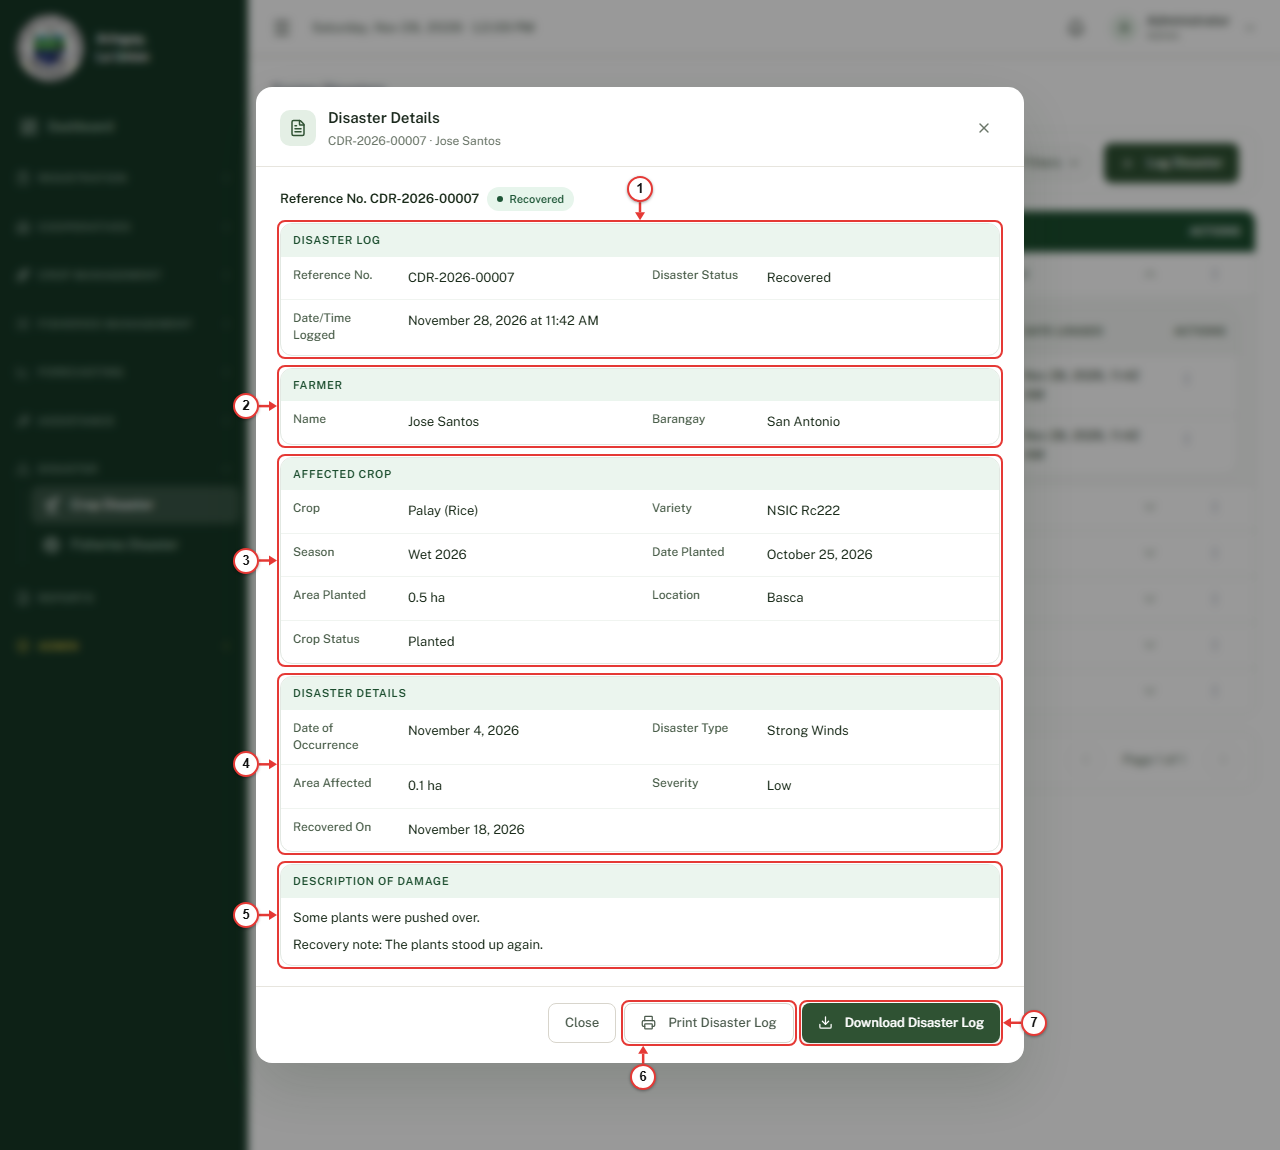 Disaster Details
CDR-2026-00007 · Jose Santos
Reference No. CDR-2026-00007 Recovered
1
DISASTER LOG
Reference No. CDR-2026-00007 Disaster Status Recovered
Date/Time Logged November 28, 2026 at 11:42 AM
2
FARMER
Name Jose Santos Barangay San Antonio
3
AFFECTED CROP
Crop Palay (Rice) Variety NSIC Rc222
Season Wet 2026 Date Planted October 25, 2026
Area Planted 0.5 ha Location Basca
Crop Status Planted
4
DISASTER DETAILS
Date of Occurrence November 4, 2026 Disaster Type Strong Winds
Area Affected 0.1 ha Severity Low
Recovered On November 18, 2026
5
DESCRIPTION OF DAMAGE
Some plants were pushed over.
Recovery note: The plants stood up again.
Close Print Disaster Log Download Disaster Log 7
6
Dashboard
Crop Disaster
Log Disaster
ACTIONS